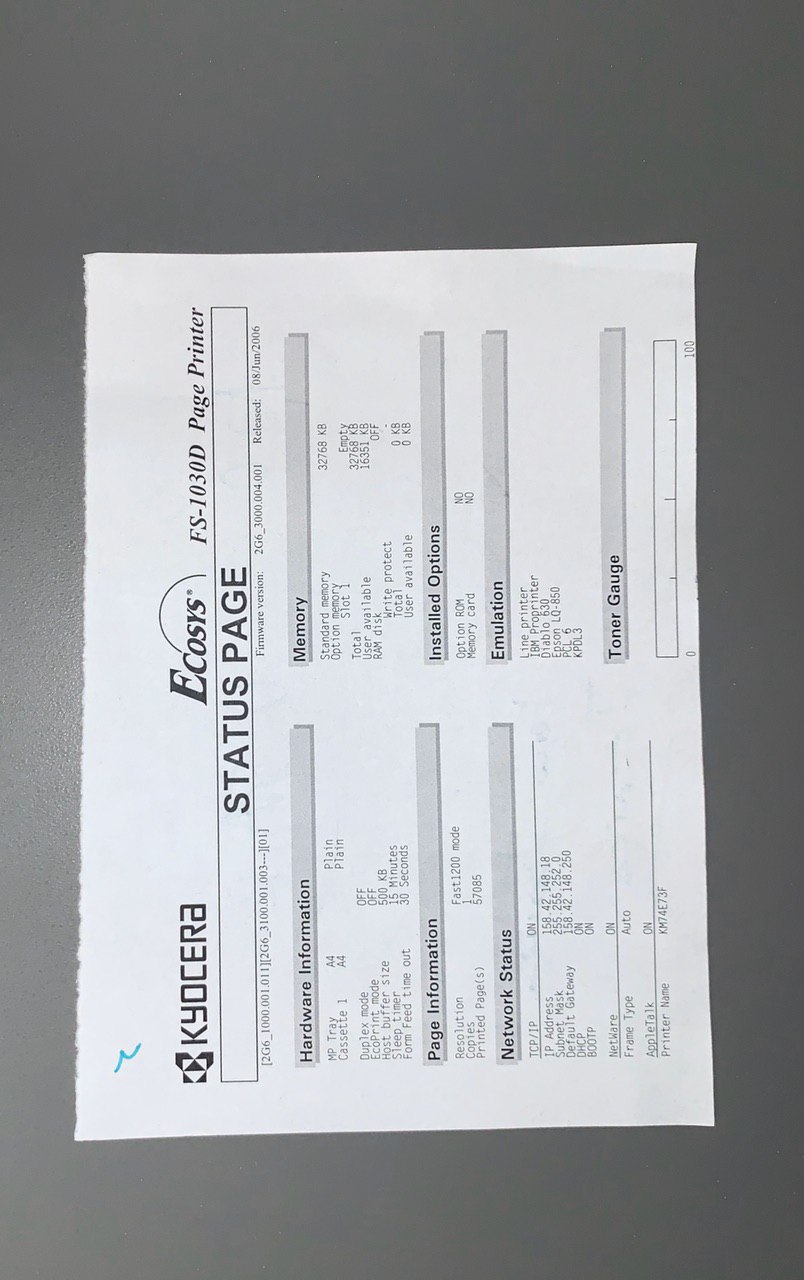 KYOCERA ECOSYS® FS-1030D Page Printer
STATUS PAGE
[2G6_1000.001.011][2G6_3100.001.003---][01] Firmware version: 2G6_3000.004.001 Released: 08/Jun/2006
Hardware Information
MP Tray A4 Plain
Cassette 1 A4 Plain
Duplex mode OFF
EcoPrint mode OFF
Host buffer size 500 KB
Sleep timer 15 Minutes
Form Feed time out 30 Seconds
Page Information
Resolution Fast1200 mode
Copies 1
Printed Page(s) 57085
Network Status
TCP/IP ON
IP Address 158.42.148.18
Subnet Mask 255.255.252.0
Default Gateway 158.42.148.250
DHCP ON
BOOTP ON
NetWare ON
Frame Type Auto
AppleTalk ON
Printer Name KM74E73F
Memory
Standard memory 32768 KB
Option memory
Slot 1 Empty
Total 32768 KB
User available 16351 KB
RAM disk OFF
Write protect -
Total 0 KB
User available 0 KB
Installed Options
Option ROM NO
Memory card NO
Emulation
Line printer
IBM Proprinter
Diablo 630
Epson LQ-850
PCL 6
KPDL3
Toner Gauge
0 100